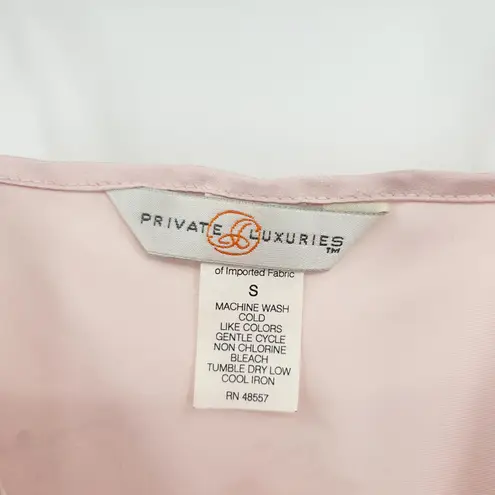 PRIVATE LUXURIES
TM
of Imported Fabric
S
MACHINE WASH
COLD
LIKE COLORS
GENTLE CYCLE
NON CHLORINE
BLEACH
TUMBLE DRY LOW
COOL IRON
RN 48557